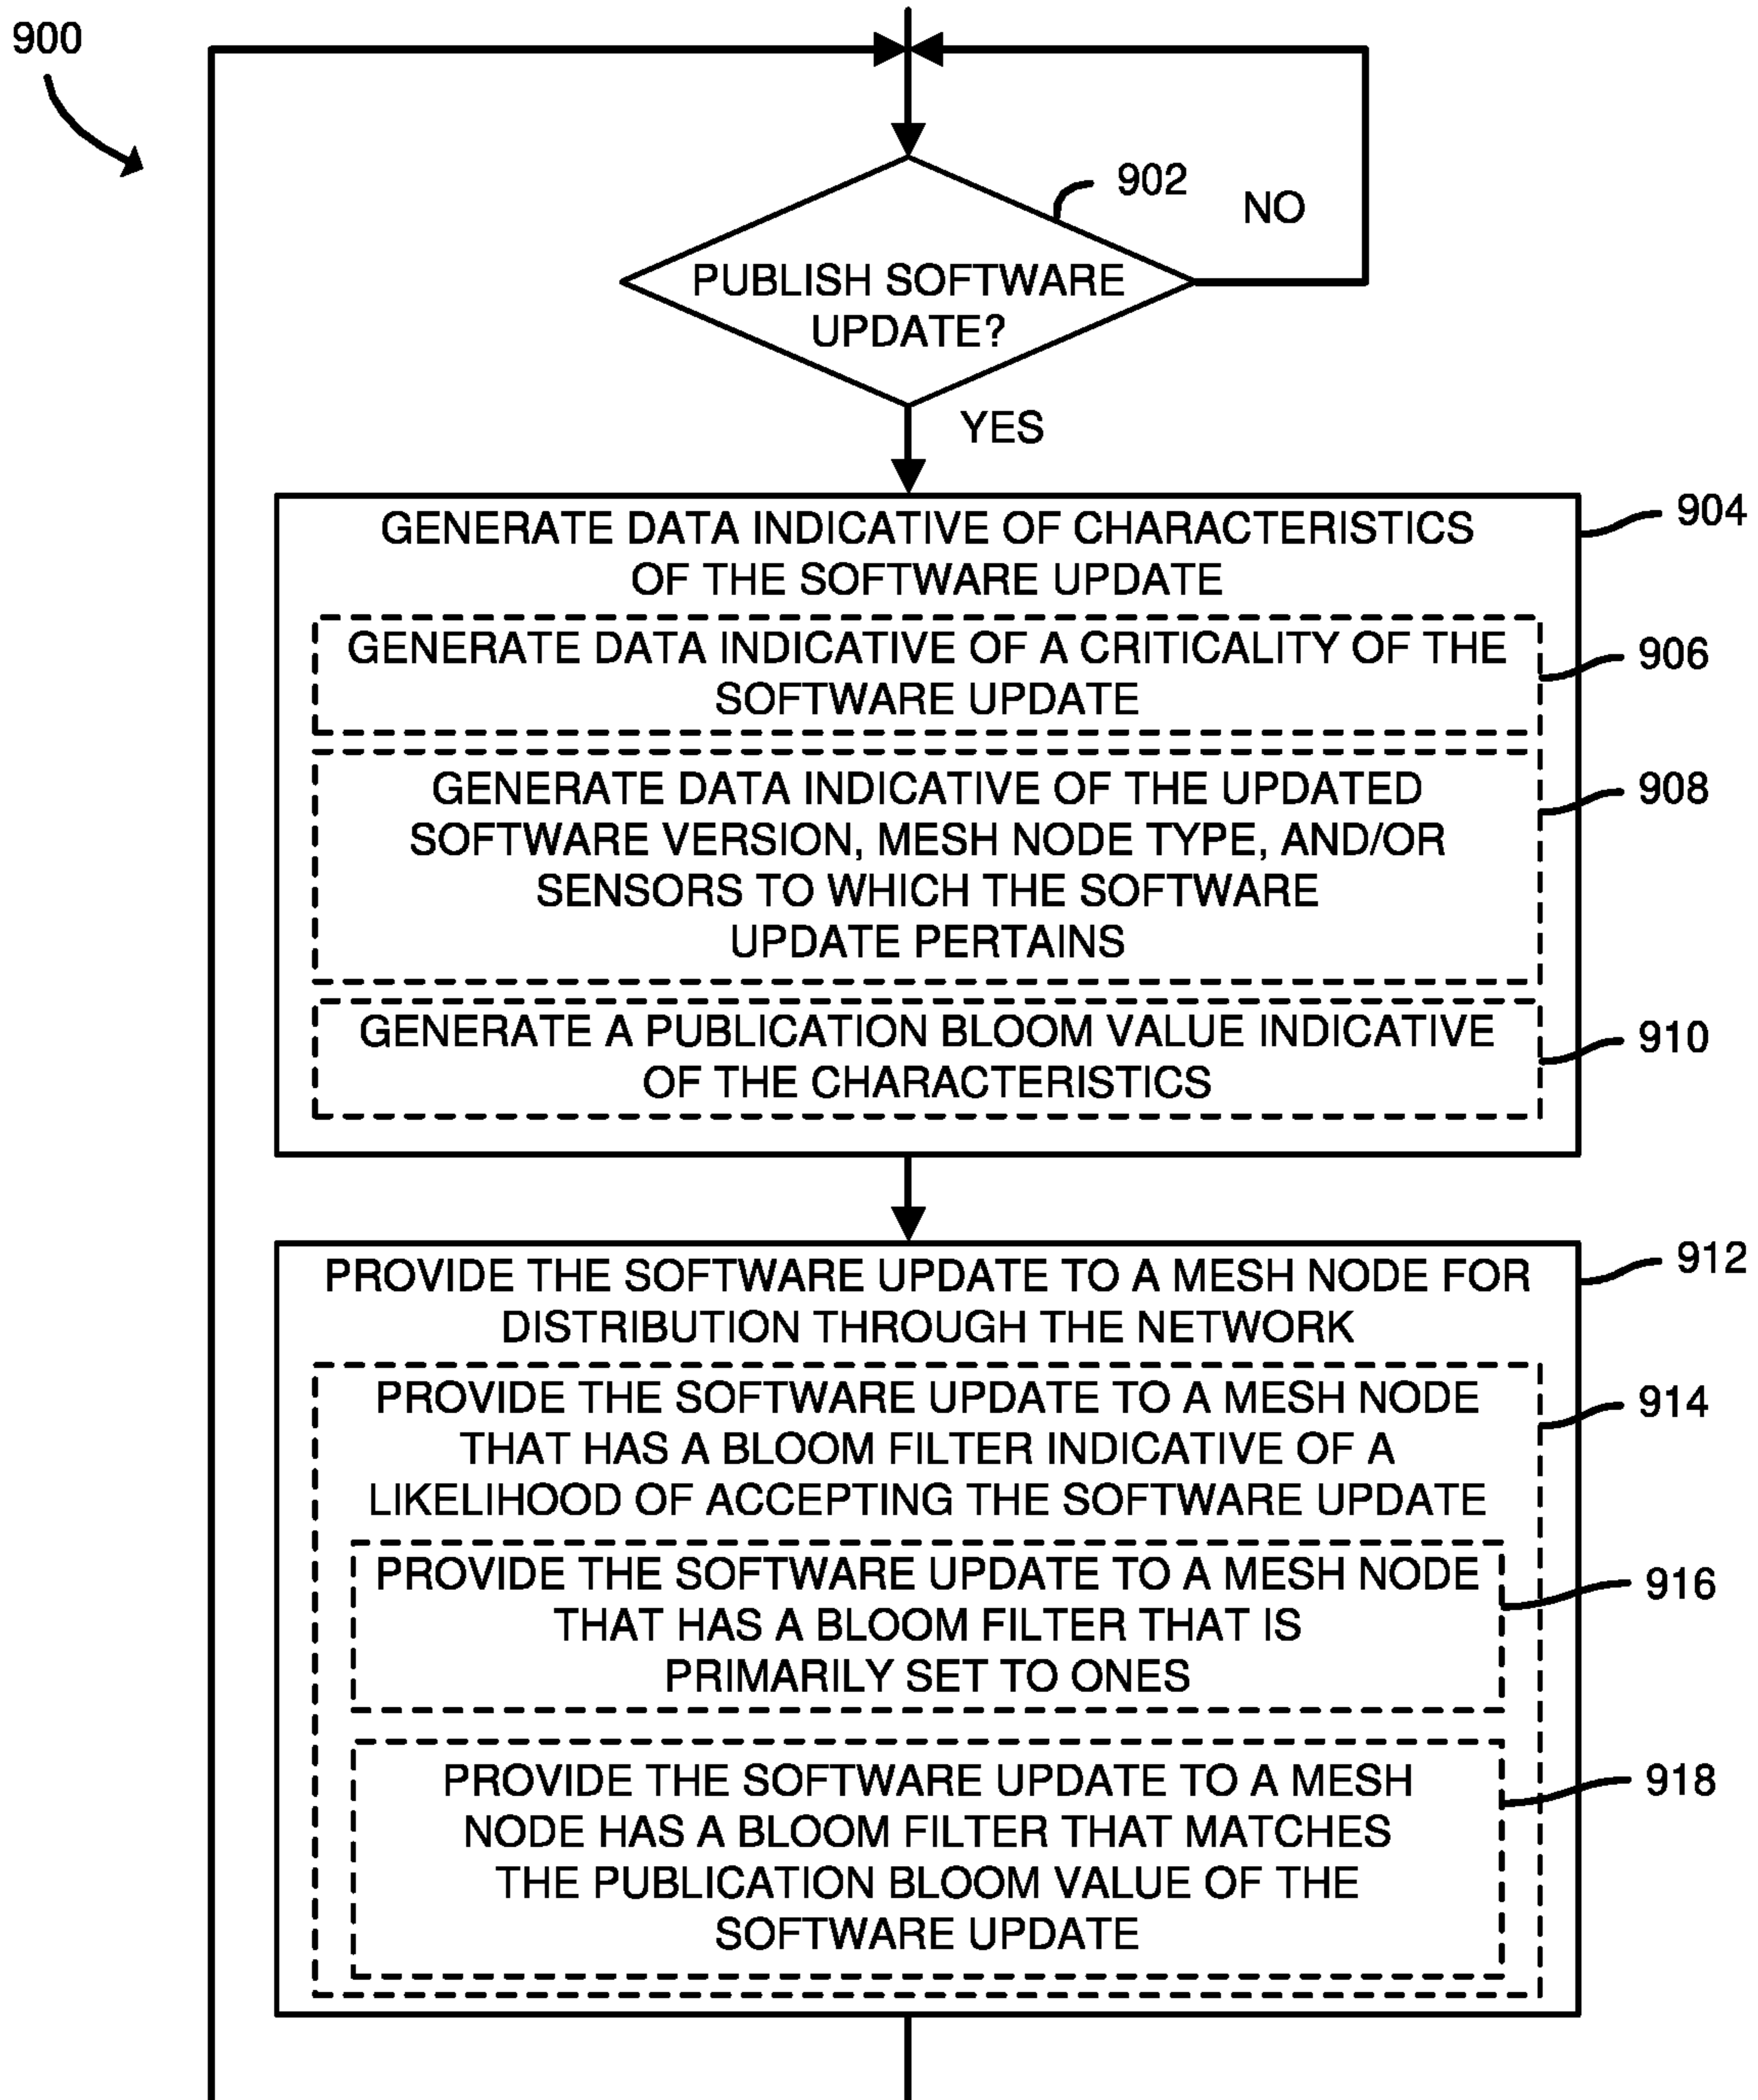 900
902
NO
PUBLISH SOFTWARE
UPDATE?
YES
904
GENERATE DATA INDICATIVE OF CHARACTERISTICS
OF THE SOFTWARE UPDATE
GENERATE DATA INDICATIVE OF A CRITICALITY OF THE
SOFTWARE UPDATE
906
GENERATE DATA INDICATIVE OF THE UPDATED
SOFTWARE VERSION, MESH NODE TYPE, AND/OR
SENSORS TO WHICH THE SOFTWARE
UPDATE PERTAINS
908
GENERATE A PUBLICATION BLOOM VALUE INDICATIVE
OF THE CHARACTERISTICS
910
PROVIDE THE SOFTWARE UPDATE TO A MESH NODE FOR
DISTRIBUTION THROUGH THE NETWORK
912
PROVIDE THE SOFTWARE UPDATE TO A MESH NODE
THAT HAS A BLOOM FILTER INDICATIVE OF A
LIKELIHOOD OF ACCEPTING THE SOFTWARE UPDATE
914
PROVIDE THE SOFTWARE UPDATE TO A MESH NODE
THAT HAS A BLOOM FILTER THAT IS
PRIMARILY SET TO ONES
916
PROVIDE THE SOFTWARE UPDATE TO A MESH
NODE HAS A BLOOM FILTER THAT MATCHES
THE PUBLICATION BLOOM VALUE OF THE
SOFTWARE UPDATE
918